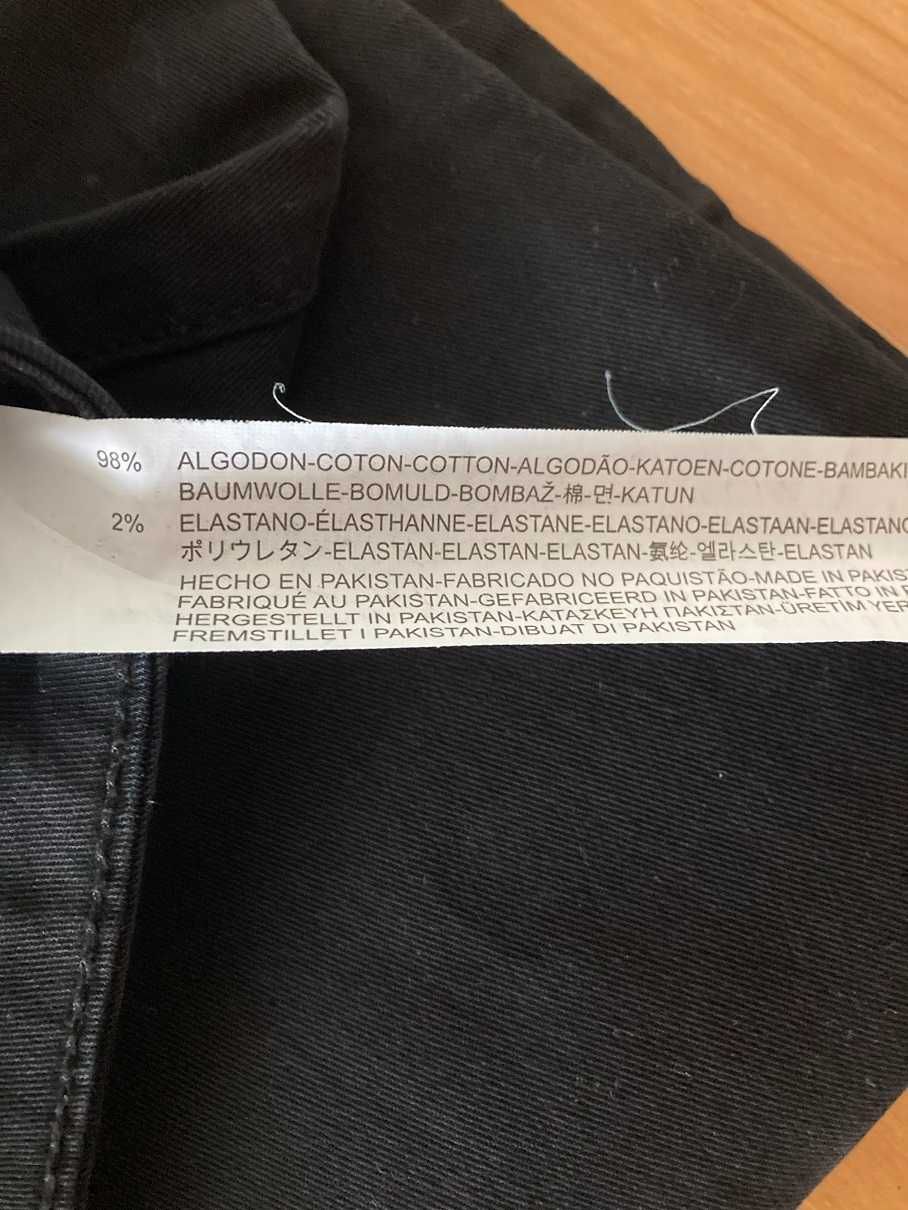 98% ALGODON-COTON-COTTON-ALGODÃO-KATOEN-COTONE-BAMBAKI
BAUMWOLLE-BOMULD-BOMBAŽ-棉-면-KATUN
2% ELASTANO-ÉLASTHANNE-ELASTANE-ELASTANO-ELASTAAN-ELASTANO
ポリウレタン-ELASTAN-ELASTAN-ELASTAN-氨纶-엘라스탄-ELASTAN
HECHO EN PAKISTAN-FABRICADO NO PAQUISTÃO-MADE IN PAKIS
FABRIQUÉ AU PAKISTAN-GEFABRICEERD IN PAKISTAN-FATTO IN
HERGESTELLT IN PAKISTAN-ΚΑΤΑΣΚΕΥΗ ΠΑΚΙΣΤΑΝ-ÜRETİM YER
FREMSTILLET I PAKISTAN-DIBUAT DI PAKISTAN